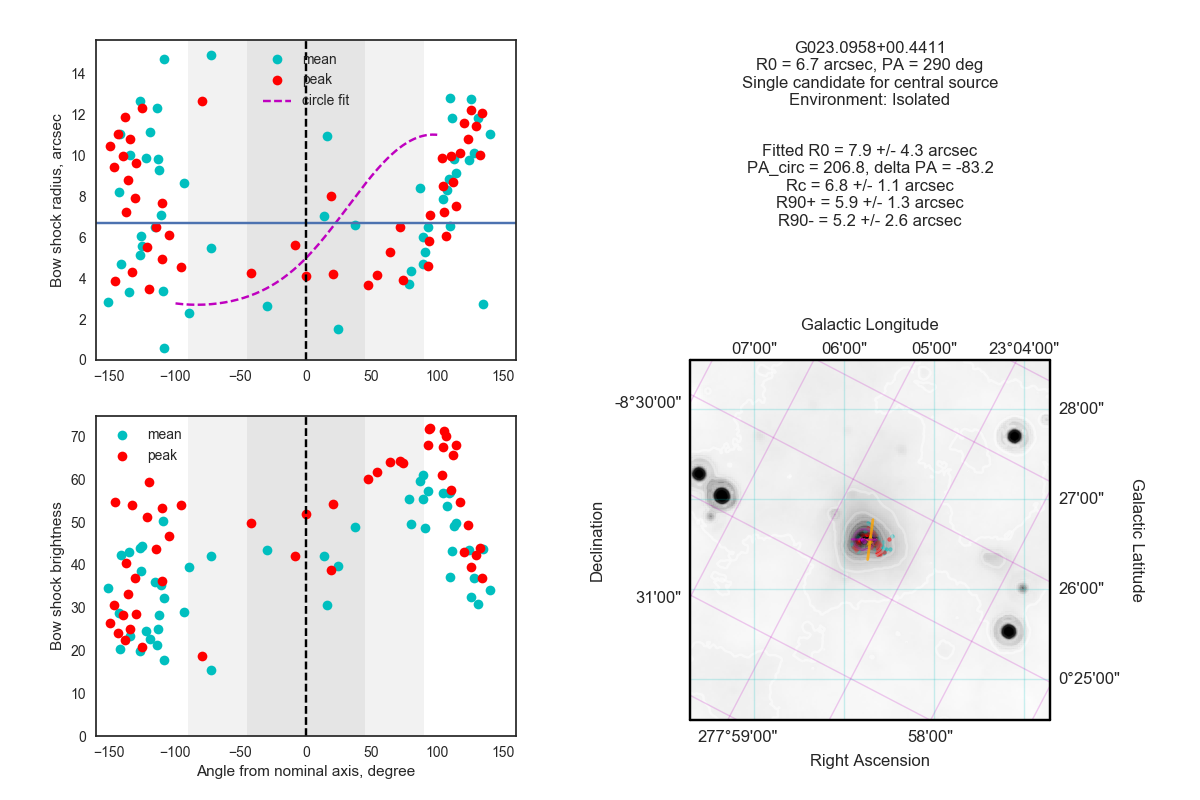 14
12
10
8
6
4
2
0
Bow shock radius, arcsec
mean
peak
circle fit
−150
−100
−50
0
50
100
150
70
60
50
40
30
20
10
0
Bow shock brightness
mean
peak
−150
−100
−50
0
50
100
150
Angle from nominal axis, degree
G023.0958+00.4411
R0 = 6.7 arcsec, PA = 290 deg
Single candidate for central source
Environment: Isolated
Fitted R0 = 7.9 +/- 4.3 arcsec
PA_circ = 206.8, delta PA = -83.2
Rc = 6.8 +/- 1.1 arcsec
R90+ = 5.9 +/- 1.3 arcsec
R90- = 5.2 +/- 2.6 arcsec
Galactic Longitude
07'00"
06'00"
05'00"
23°04'00"
-8°30'00"
31'00"
Declination
28'00"
27'00"
26'00"
0°25'00"
Galactic Latitude
277°59'00"
58'00"
Right Ascension